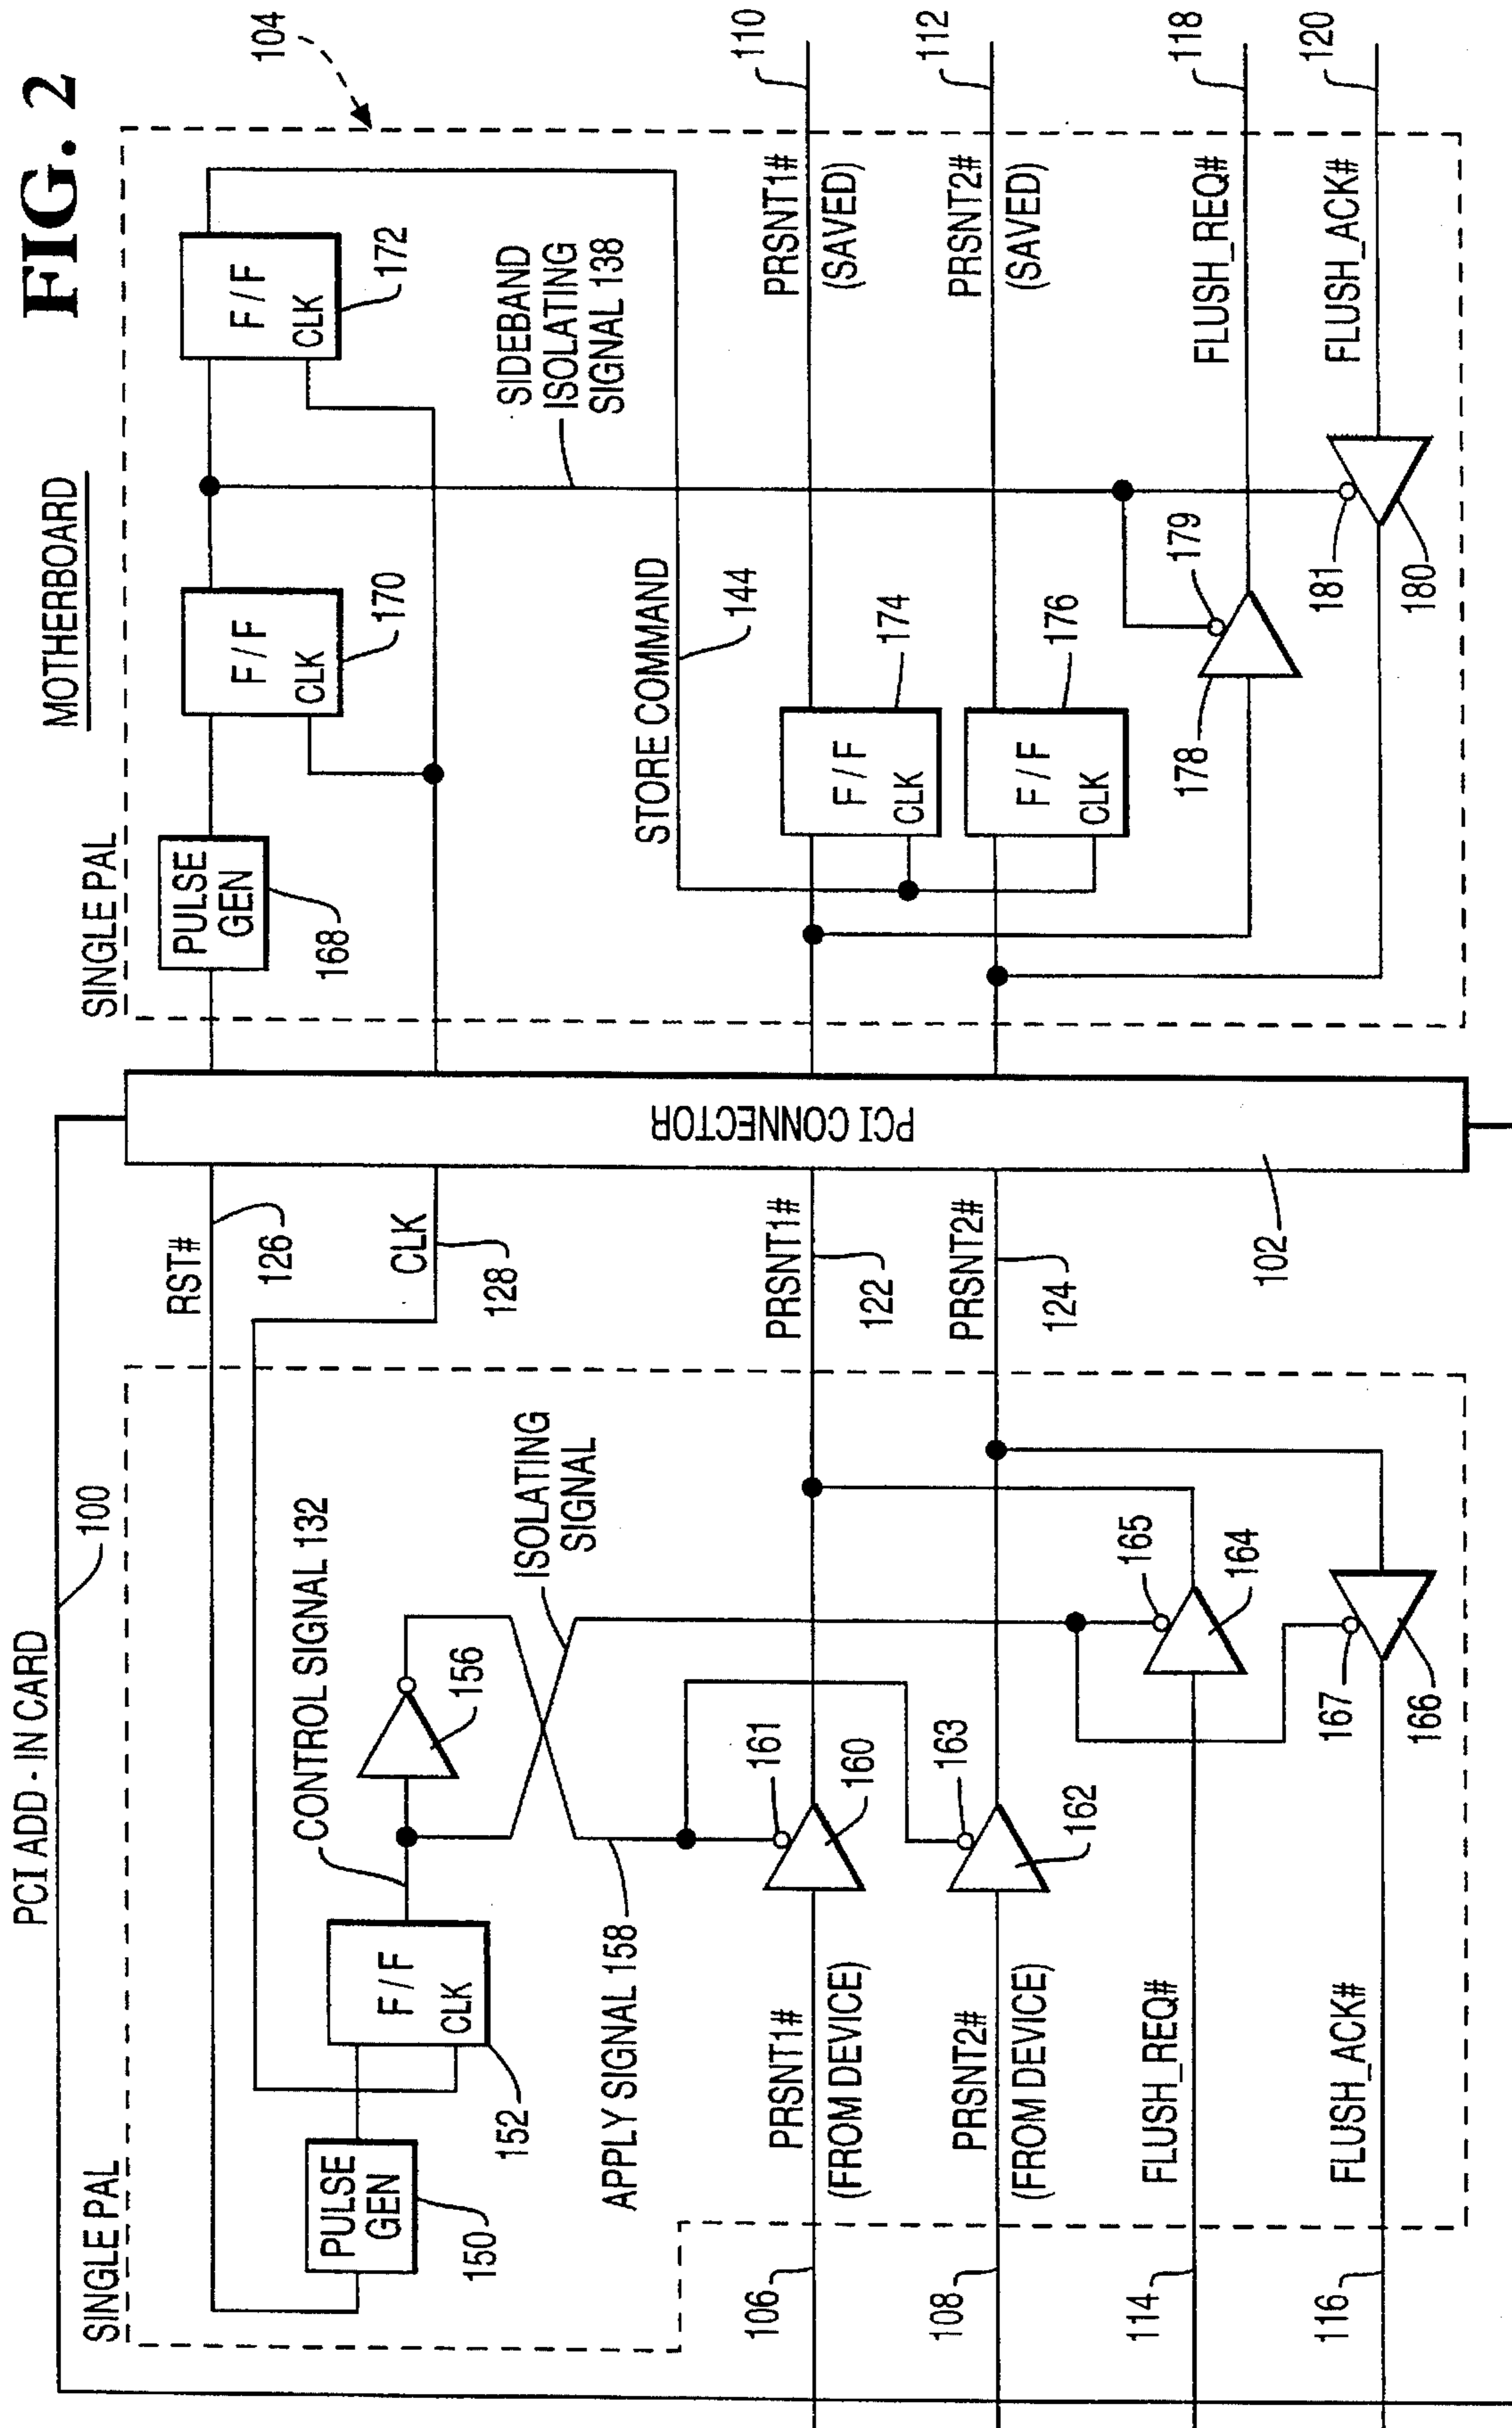 FIG. 2
PCI ADD-IN CARD
100
MOTHERBOARD
104
SINGLE PAL
SINGLE PAL
RST#
126
CLK
128
PULSE
GEN
150
F/F
CLK
152
CONTROL SIGNAL 132
156
ISOLATING
SIGNAL
APPLY SIGNAL 158
106
PRSNT1#
(FROM DEVICE)
161
160
PRSNT1#
122
108
PRSNT2#
(FROM DEVICE)
163
162
PRSNT2#
124
114
FLUSH_REQ#
165
164
116
FLUSH_ACK#
167
166
PCI CONNECTOR
102
PULSE
GEN
168
F/F
CLK
170
F/F
CLK
172
SIDEBAND
ISOLATING
SIGNAL 138
STORE COMMAND
144
F/F
CLK
174
PRSNT1#
(SAVED)
110
F/F
CLK
176
PRSNT2#
(SAVED)
112
178
179
FLUSH_REQ#
118
181
180
FLUSH_ACK#
120